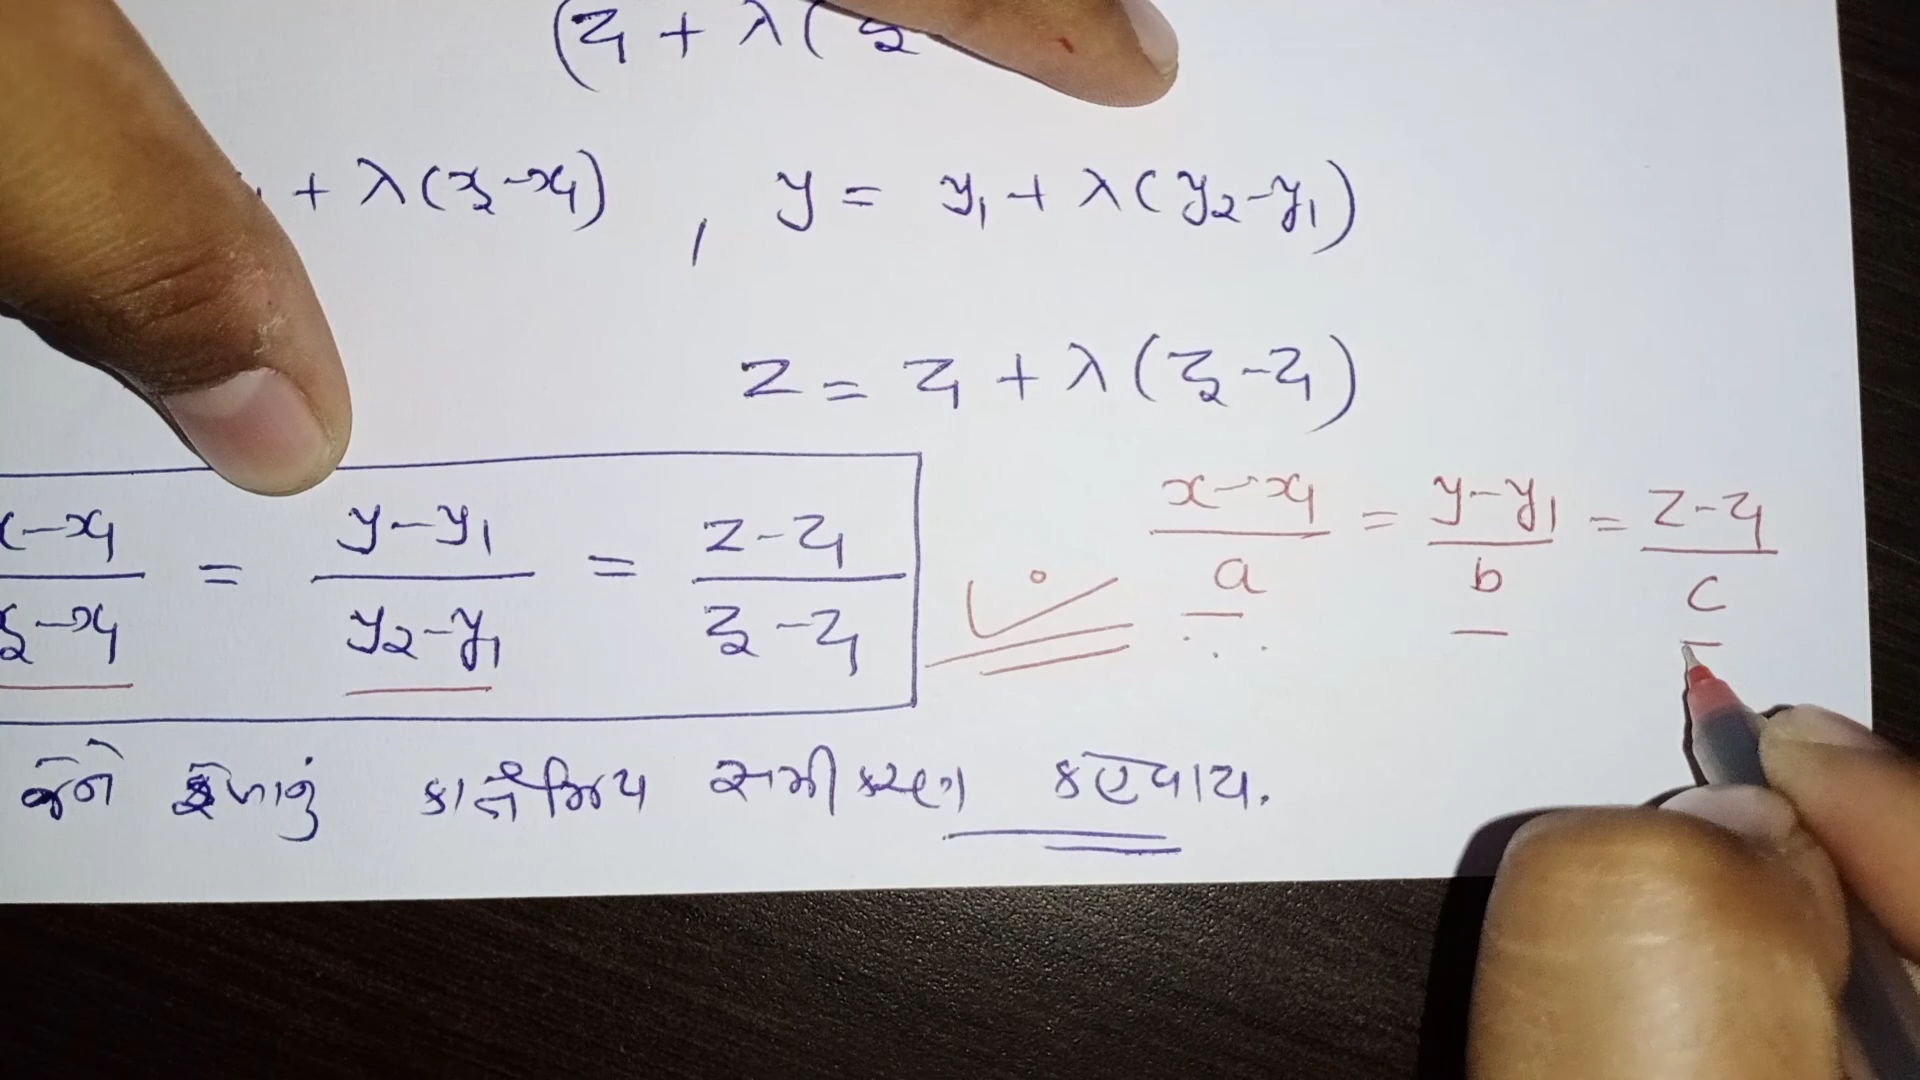 (z₁ + λ(z₂
+ λ(x₂-x₁) , y = y₁ + λ(y₂-y₁)
z = z₁ + λ(z₂-z₁)
x-x₁/x₂-x₁ = y-y₁/y₂-y₁ = z-z₁/z₂-z₁
x-x₁/a = y-y₁/b = z-z₁/c
જેને રેખાનું કાર્તેઝિય સમીકરણ કહેવાય.